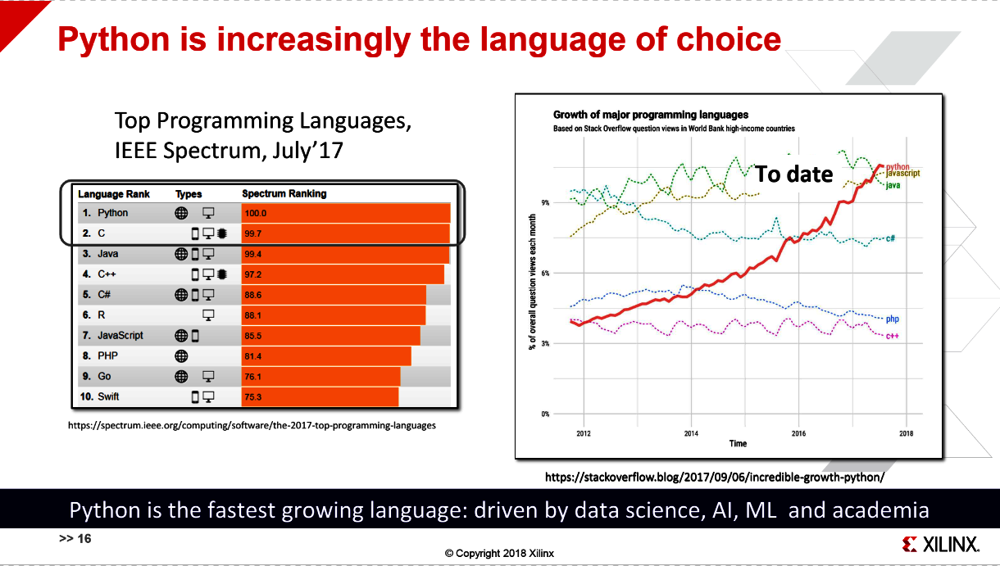 Python is increasingly the language of choice
Top Programming Languages,
IEEE Spectrum, July’17
Language Rank Types Spectrum Ranking
1. Python 100.0
2. C 99.7
3. Java 99.4
4. C++ 97.2
5. C# 88.6
6. R 88.1
7. JavaScript 85.5
8. PHP 81.4
9. Go 76.1
10. Swift 75.3
https://spectrum.ieee.org/computing/software/the-2017-top-programming-languages
Growth of major programming languages
Based on Stack Overflow question views in World Bank high-income countries
To date
python
javascript
java
c#
php
c++
% of overall question views each month
9%
6%
3%
0%
2012 2014 2016 2018
Time
https://stackoverflow.blog/2017/09/06/incredible-growth-python/
Python is the fastest growing language: driven by data science, AI, ML and academia
>> 16
© Copyright 2018 Xilinx
XILINX.